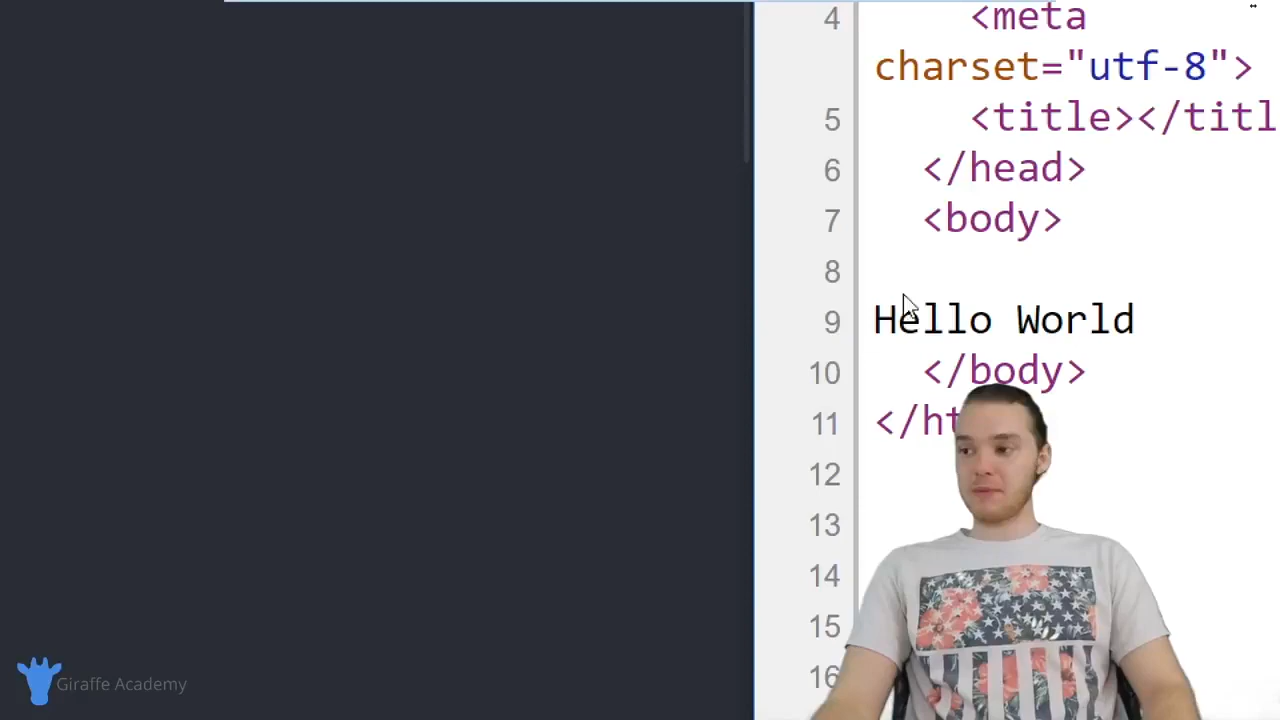 4 <meta
charset="utf-8">
5 <title></titl
6 </head>
7 <body>
8
9 Hello World
10 </body>
11 </ht
12
13
14
15
16
Giraffe Academy